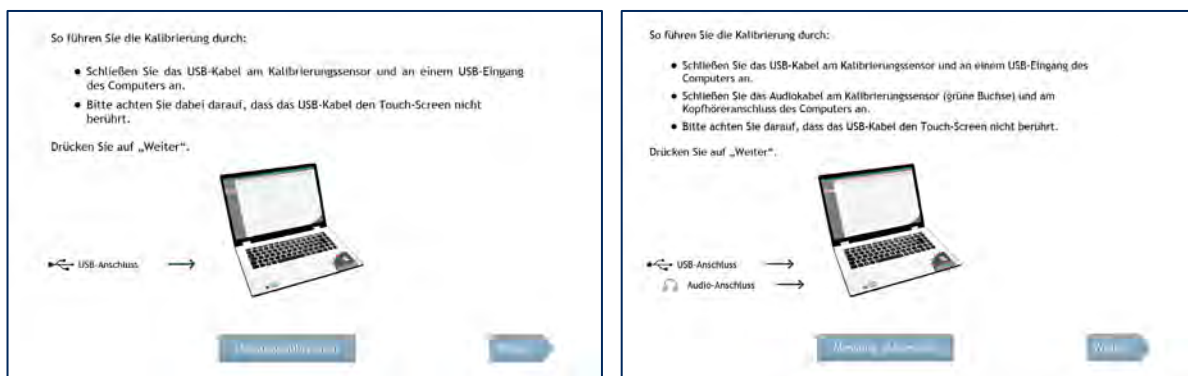 So führen Sie die Kalibrierung durch:
● Schließen Sie das USB-Kabel am Kalibrierungssensor und an einem USB-Eingang
des Computers an.
● Bitte achten Sie dabei darauf, dass das USB-Kabel den Touch-Screen nicht
berührt.
Drücken Sie auf „Weiter“.
USB-Anschluss
So führen Sie die Kalibrierung durch:
● Schließen Sie das USB-Kabel am Kalibrierungssensor und an einem USB-Eingang des
Computers an.
● Schließen Sie das Audiokabel am Kalibrierungssensor (grüne Buchse) und am
Kopfhöreranschluss des Computers an.
● Bitte achten Sie darauf, dass das USB-Kabel den Touch-Screen nicht berührt.
Drücken Sie auf „Weiter“.
USB-Anschluss
Audio-Anschluss
Weiter